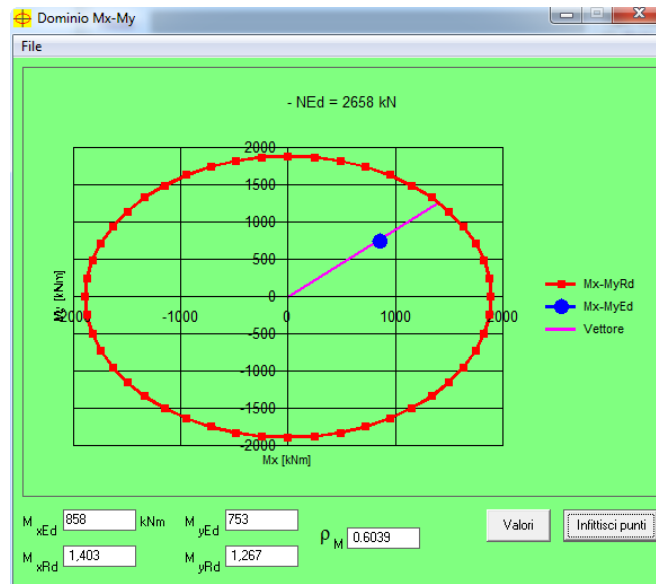 Dominio Mx-My
File
- NEd = 2658 kN
2000
1500
1000
500
0
-500
-1000
-1500
-2000
-2000 -1000 0 1000 2000
Mx [kNm]
Mx-MyRd
Mx-MyEd
Vettore
M xEd 858 kNm M yEd 753
ρ M 0.6039
Valori Infittisci punti
M xRd 1,403 M yRd 1,267